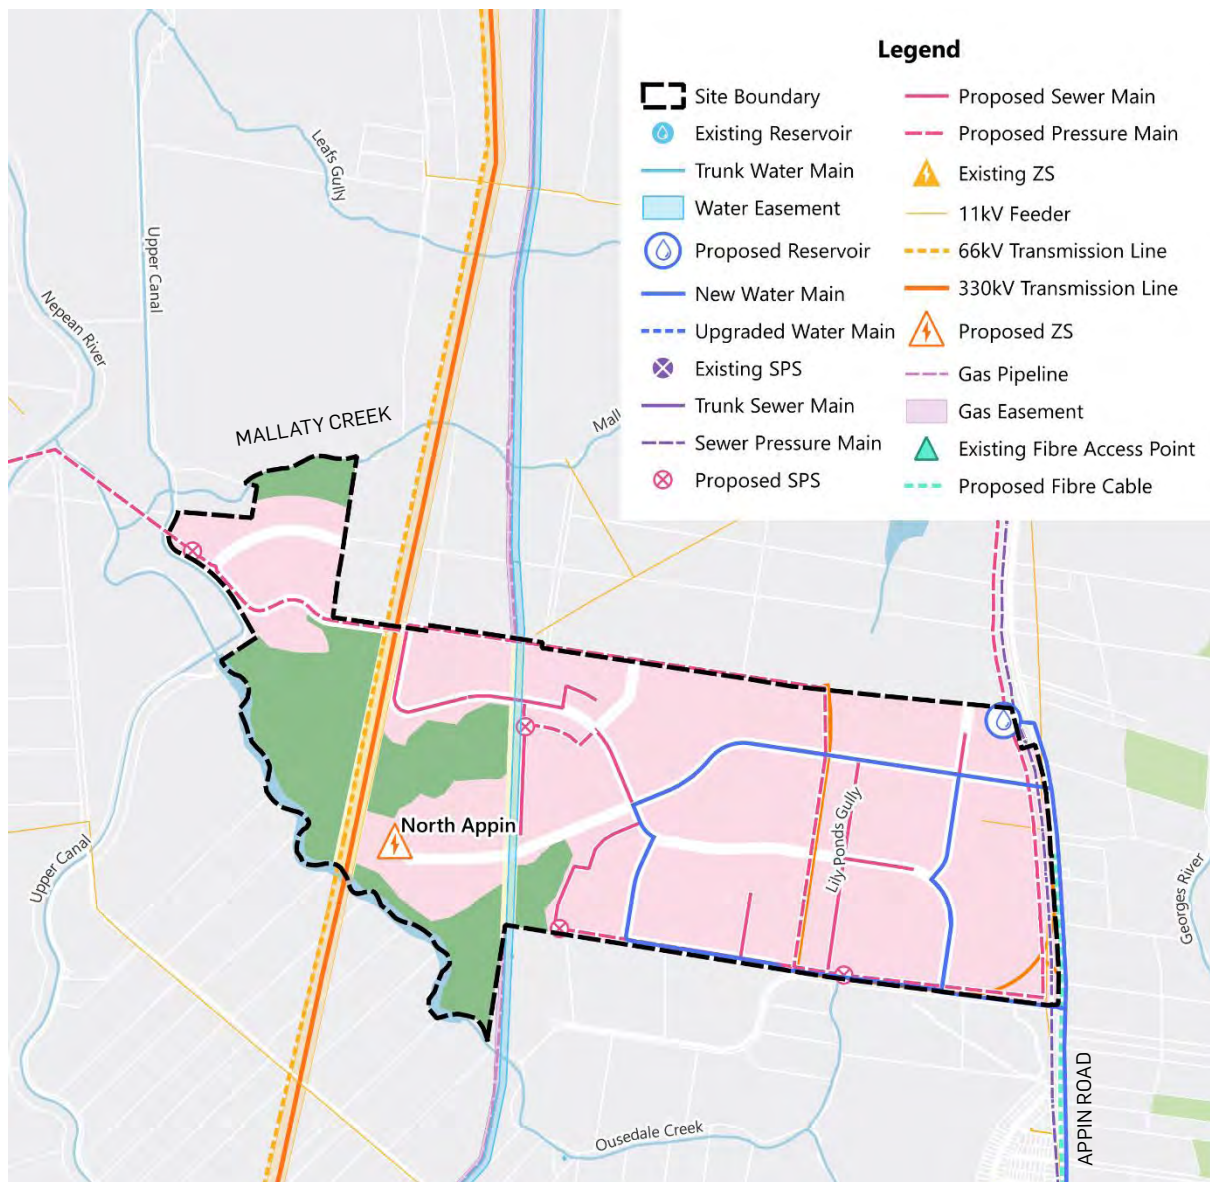 Legend
Site Boundary
Existing Reservoir
Trunk Water Main
Water Easement
Proposed Reservoir
New Water Main
Upgraded Water Main
Existing SPS
Trunk Sewer Main
Sewer Pressure Main
Proposed SPS
Proposed Sewer Main
Proposed Pressure Main
Existing ZS
11kV Feeder
66kV Transmission Line
330kV Transmission Line
Proposed ZS
Gas Pipeline
Gas Easement
Existing Fibre Access Point
Proposed Fibre Cable
Leafs Gully
Upper Canal
Nepean River
MALLATY CREEK
Mall
North Appin
Lily Ponds Gully
Upper Canal
Georges River
Ousedale Creek
APPIN ROAD